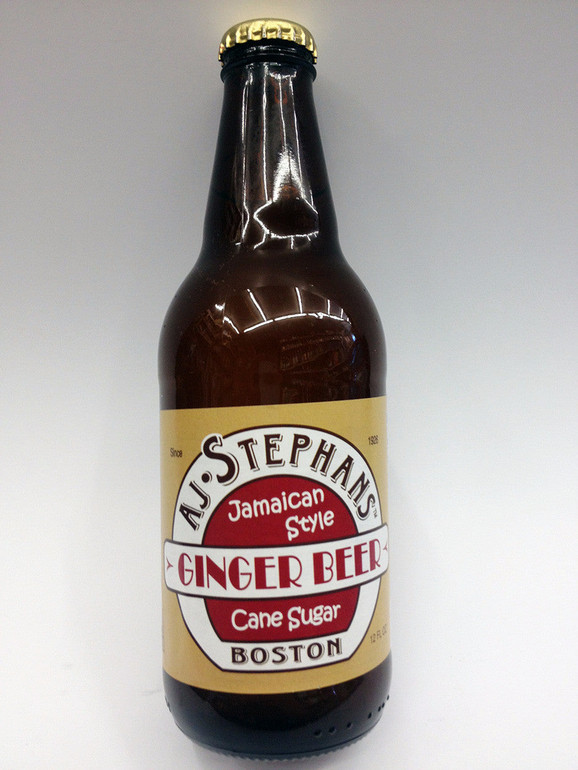 Since
1926
AJ•STEPHANS
Jamaican
Style
GINGER BEER
Cane Sugar
BOSTON
12 FL OZ